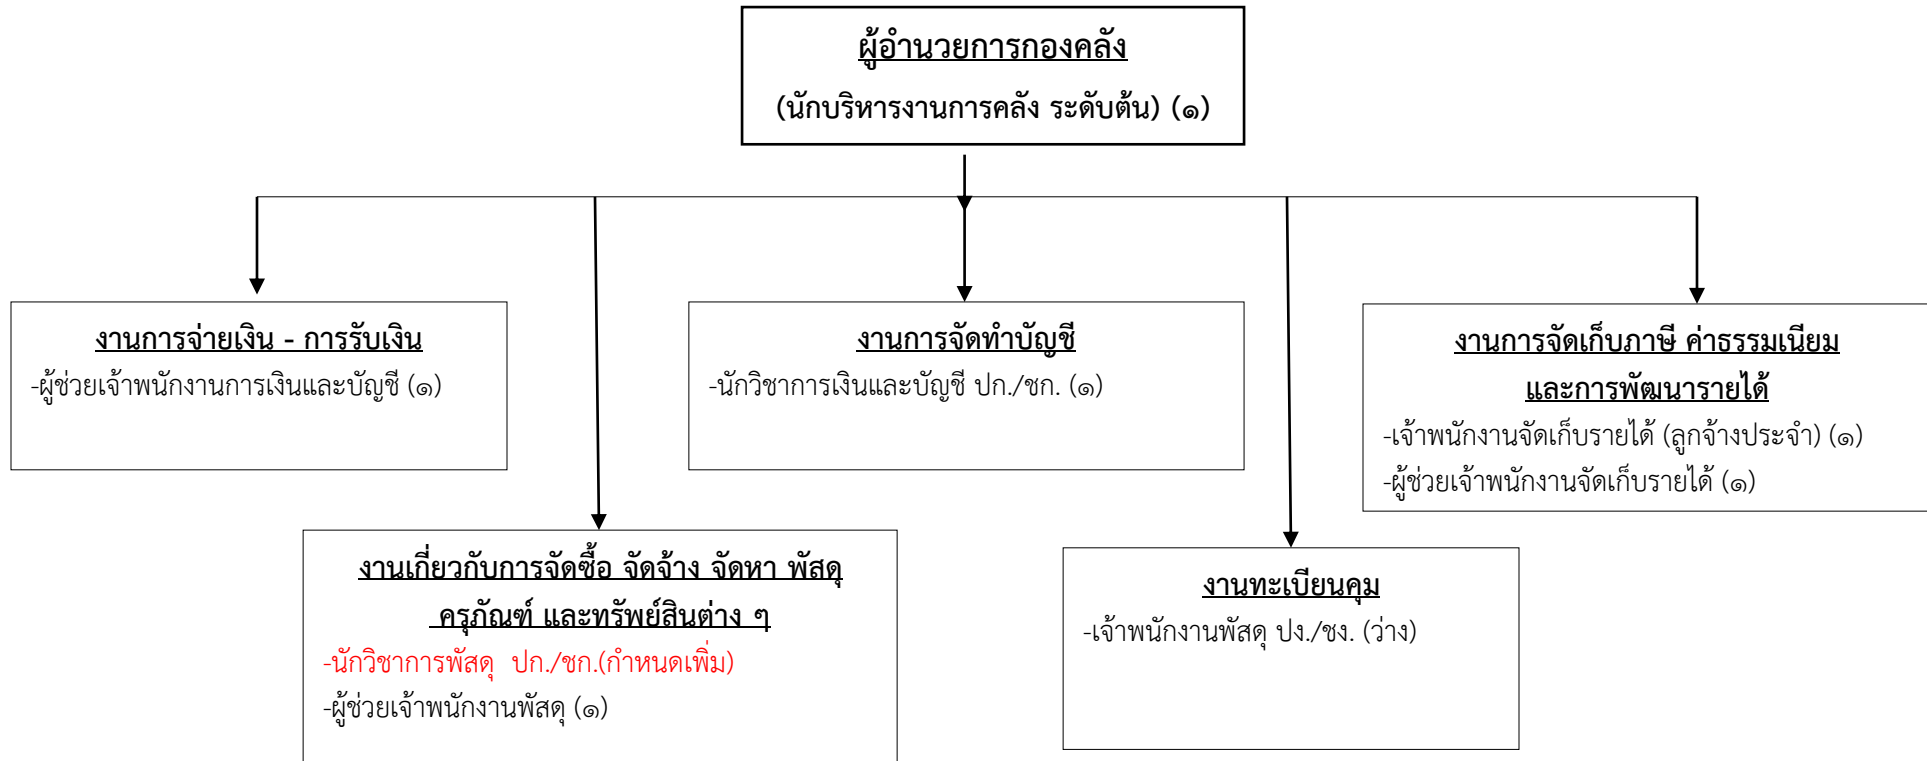 ผู้อำนวยการกองคลัง
(นักบริหารงานการคลัง ระดับต้น) (๑)
งานการจ่ายเงิน - การรับเงิน
-ผู้ช่วยเจ้าพนักงานการเงินและบัญชี (๑)
งานการจัดทำบัญชี
-นักวิชาการเงินและบัญชี ปก./ชก. (๑)
งานการจัดเก็บภาษี ค่าธรรมเนียม
และการพัฒนารายได้
-เจ้าพนักงานจัดเก็บรายได้ (ลูกจ้างประจำ) (๑)
-ผู้ช่วยเจ้าพนักงานจัดเก็บรายได้ (๑)
งานเกี่ยวกับการจัดซื้อ จัดจ้าง จัดหา พัสดุ
ครุภัณฑ์ และทรัพย์สินต่าง ๆ
-นักวิชาการพัสดุ ปก./ชก.(กำหนดเพิ่ม)
-ผู้ช่วยเจ้าพนักงานพัสดุ (๑)
งานทะเบียนคุม
-เจ้าพนักงานพัสดุ ปง./ชง. (ว่าง)